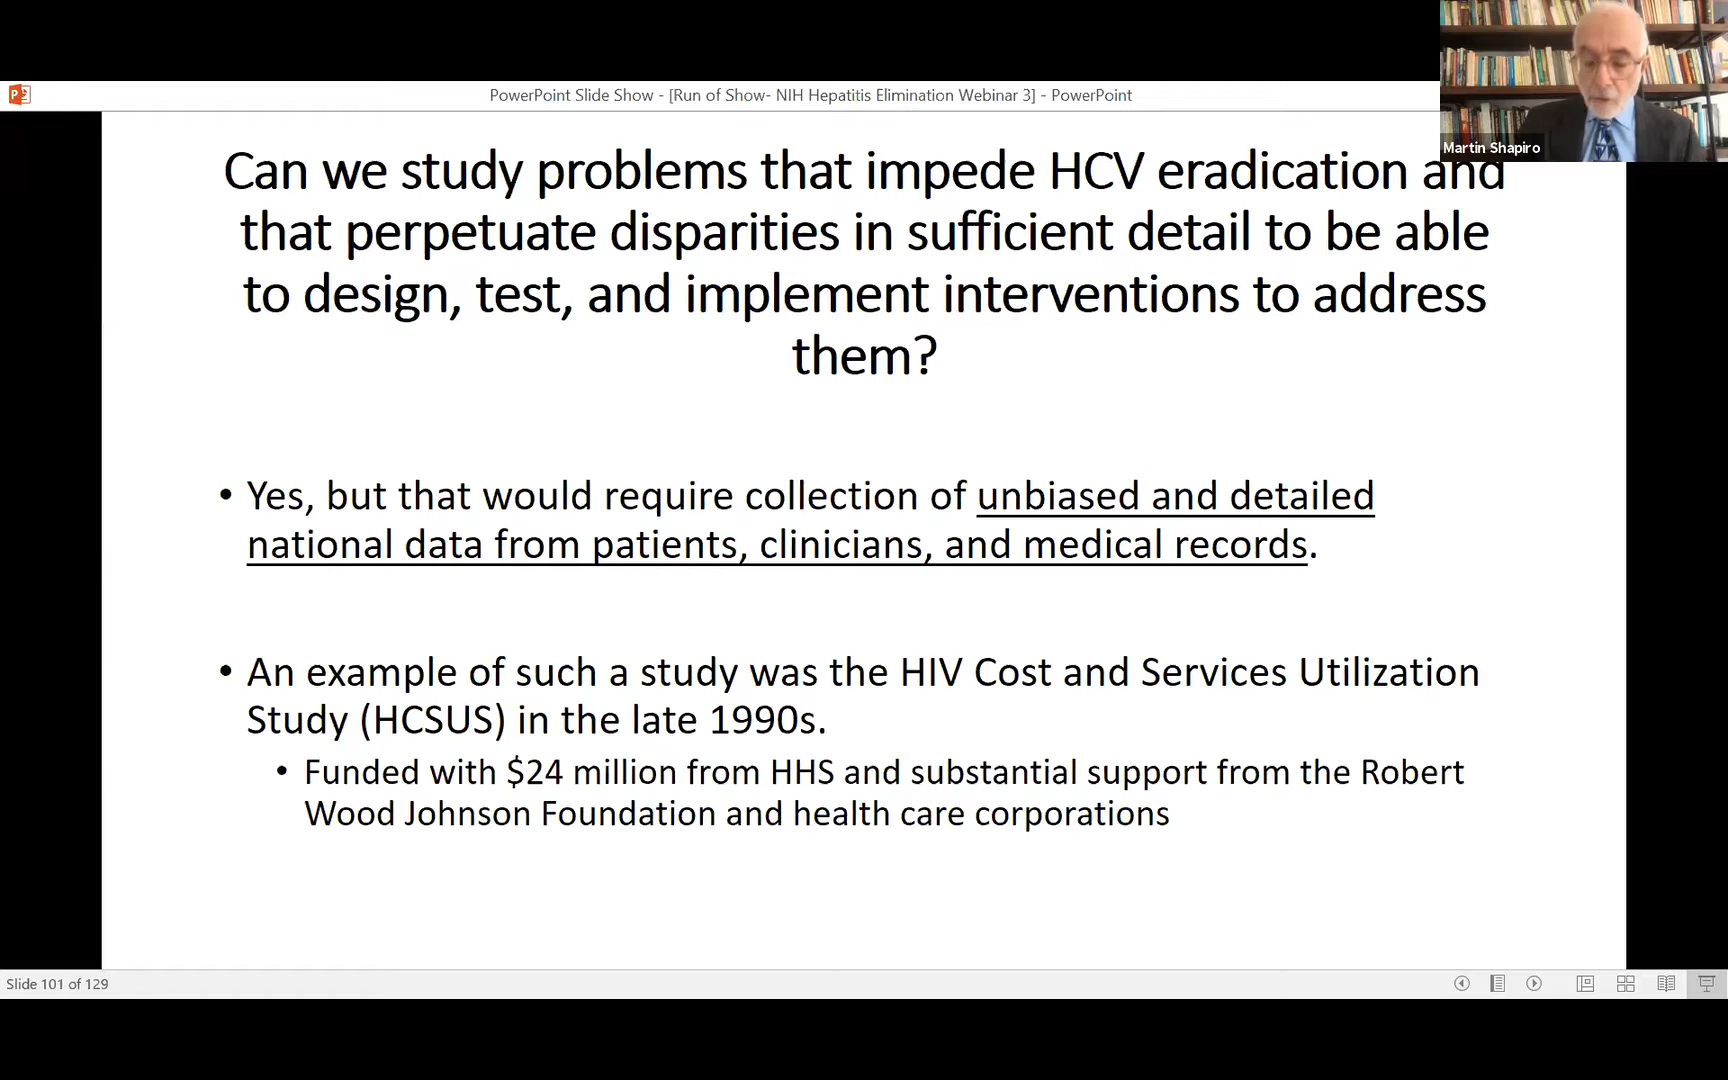 PowerPoint Slide Show - [Run of Show- NIH Hepatitis Elimination Webinar 3] - PowerPoint
Martin Shapiro
Can we study problems that impede HCV eradication and
that perpetuate disparities in sufficient detail to be able
to design, test, and implement interventions to address
them?
• Yes, but that would require collection of unbiased and detailed
national data from patients, clinicians, and medical records.
• An example of such a study was the HIV Cost and Services Utilization
Study (HCSUS) in the late 1990s.
• Funded with $24 million from HHS and substantial support from the Robert
Wood Johnson Foundation and health care corporations
Slide 101 of 129